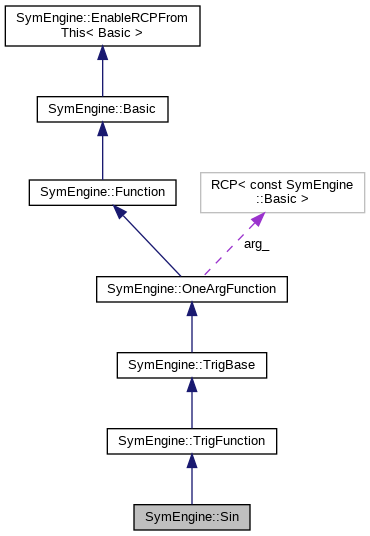 SymEngine::EnableRCPFrom
This< Basic >
SymEngine::Basic
SymEngine::Function
RCP< const SymEngine
::Basic >
arg_
SymEngine::OneArgFunction
SymEngine::TrigBase
SymEngine::TrigFunction
SymEngine::Sin